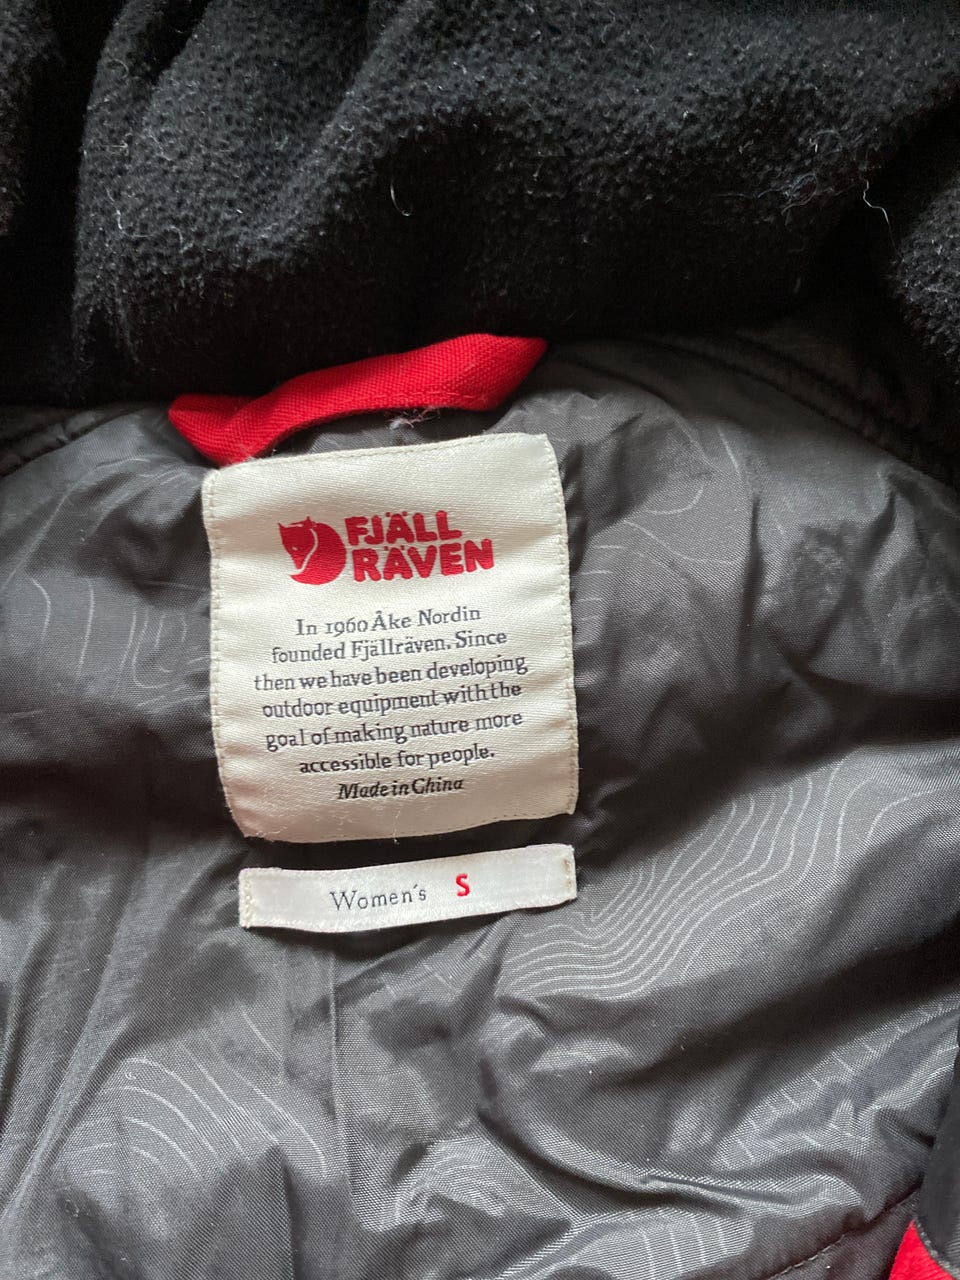 FJÄLL
RÄVEN
In 1960 Åke Nordin
founded Fjällräven. Since
then we have been developing
outdoor equipment with the
goal of making nature more
accessible for people.
Made in China
Women´s S